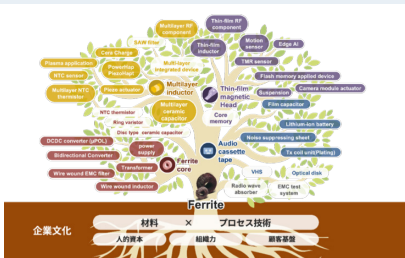 Multilayer RF
component
Thin-film RF
component
SAW filter
Motion
sensor
Edge AI
Plasma application
Cera Charge
Thin-film
inductor
PowerHap
PiezoHapt
Multi-layer
integrated device
TMR sensor
NTC sensor
Flash memory applied device
Multilayer NTC
thermistor
Piezo actuator
Multilayer
inductor
Thin-film
magnetic
Head
Suspension
Camera module actuator
Film capacitor
Multilayer
ceramic
capacitor
Core
memory
NTC thermistor
Ring varistor
Lithium-ion battery
Disc type ceramic capacitor
Noise suppressing sheet
DCDC converter (μPOL)
power
supply
Audio
cassette
tape
Tx coil unit(Plating)
Bidirectional Converter
Ferrite
core
Transformer
VHS
Optical disk
Wire wound EMC filter
Radio wave
absorber
EMC test
system
Wire wound inductor
Ferrite
企業文化
材料 × プロセス技術
人的資本 組織力 顧客基盤